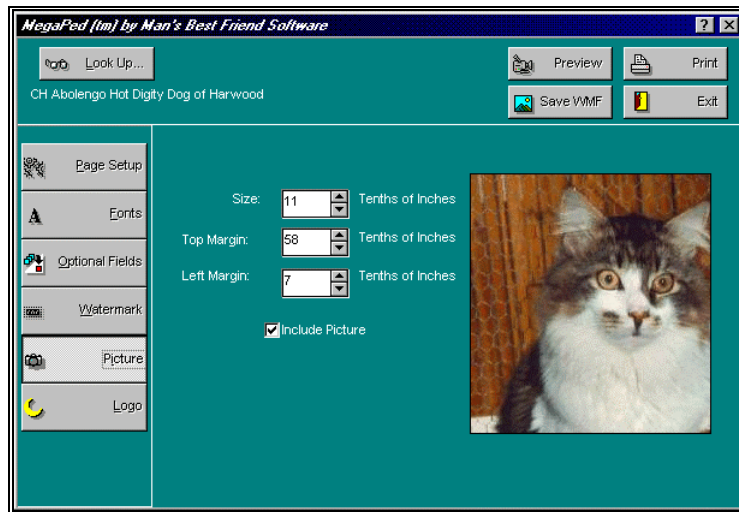 MegaPed (tm) by Man's Best Friend Software
Look Up...
Preview
Print
CH Abolengo Hot Digity Dog of Harwood
Save WMF
Exit
Page Setup
Fonts
Optional Fields
Watermark
Picture
Logo
Size: 11 Tenths of Inches
Top Margin: 58 Tenths of Inches
Left Margin: 7 Tenths of Inches
Include Picture